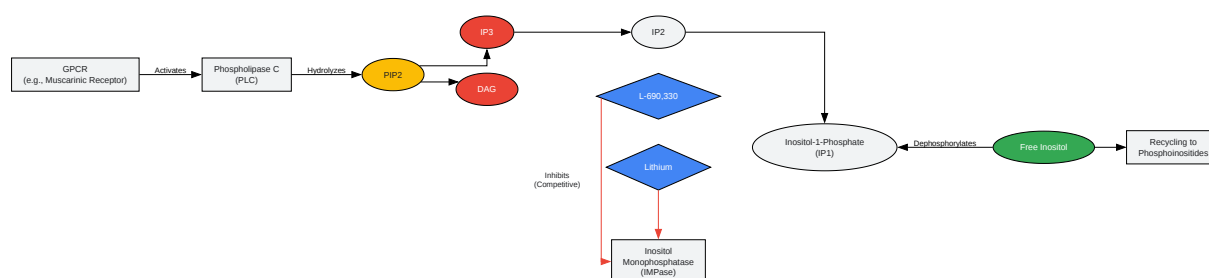 GPCR
(e.g., Muscarinic Receptor)
Activates
Phospholipase C
(PLC)
Hydrolyzes
PIP2
IP3
DAG
IP2
L-690,330
Lithium
Inhibits
(Competitive)
Inositol
Monophosphatase
(IMPase)
Inositol-1-Phosphate
(IP1)
Dephosphorylates
Free Inositol
Recycling to
Phosphoinositides